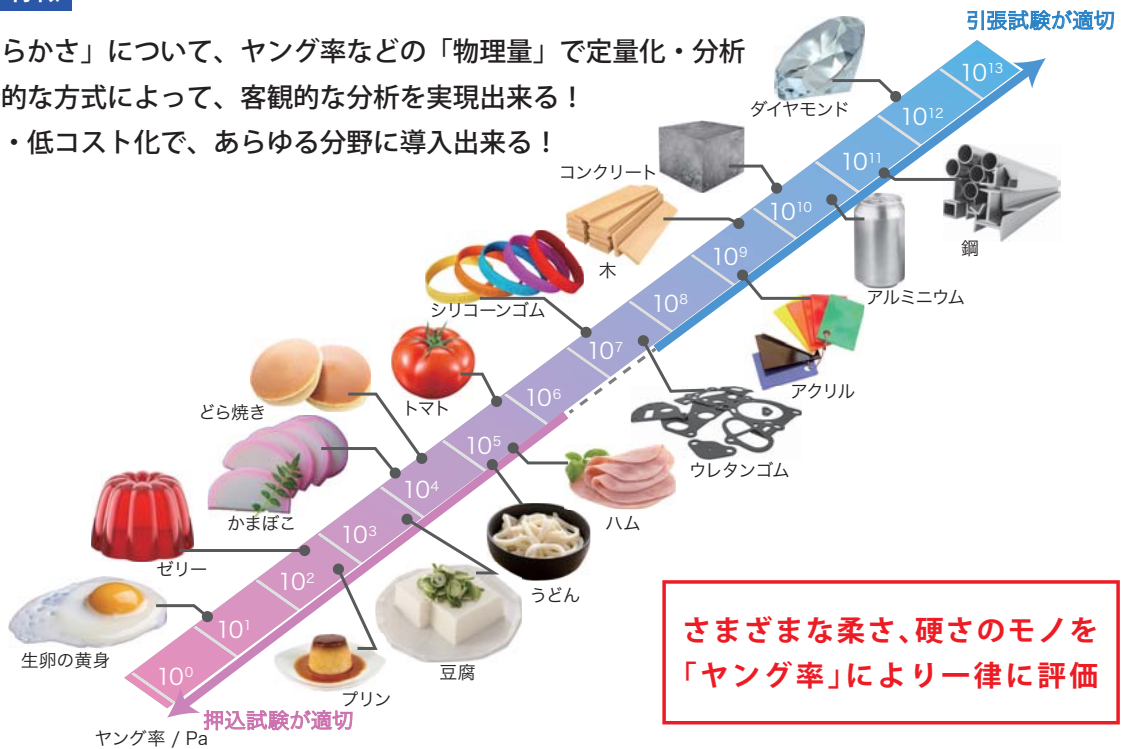 引張試験が適切
らかさ」について、ヤング率などの「物理量」で定量化・分析
的な方式によって、客観的な分析を実現出来る！
・低コスト化で、あらゆる分野に導入出来る！
ダイヤモンド
コンクリート
木
シリコーンゴム
トマト
どら焼き
かまぼこ
ゼリー
生卵の黄身
10¹³
10¹²
10¹¹
10¹⁰
10⁹
10⁸
10⁷
10⁶
10⁵
10⁴
10³
10²
10¹
10⁰
鋼
アルミニウム
アクリル
ウレタンゴム
ハム
うどん
豆腐
プリン
押込試験が適切
ヤング率 / Pa
さまざまな柔さ、硬さのモノを
「ヤング率」により一律に評価